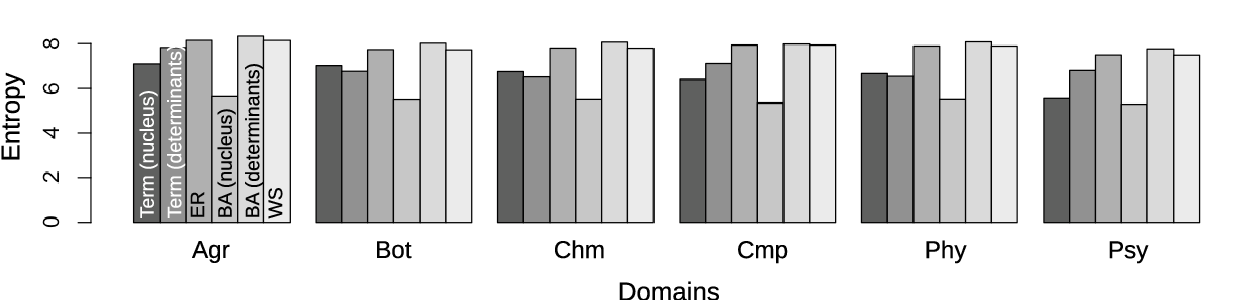 Entropy
8
6
4
2
0
Term (nucleus)
Term (determinants)
ER
BA (nucleus)
BA (determinants)
WS
Agr
Bot
Chm
Cmp
Phy
Psy
Domains